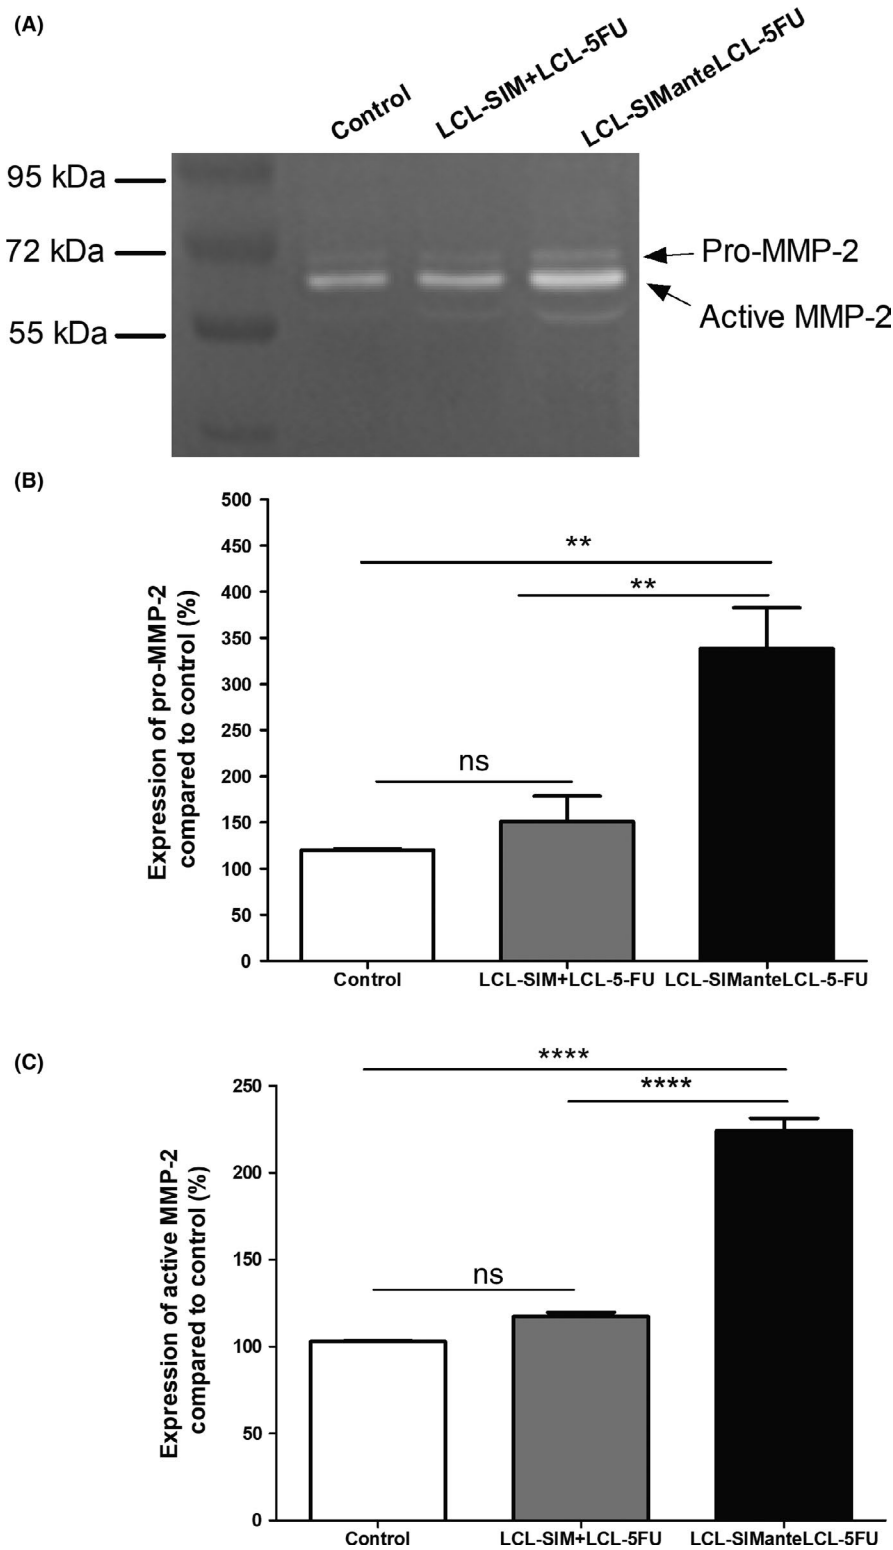 (A)
Control
LCL-SIM+LCL-5FU
LCL-SIManteLCL-5FU
95 kDa
72 kDa
55 kDa
Pro-MMP-2
Active MMP-2
(B)
Expression of pro-MMP-2
compared to control (%)
500
450
400
350
300
250
200
150
100
50
0
**
**
ns
Control
LCL-SIM+LCL-5-FU
LCL-SIManteLCL-5-FU
(C)
Expression of active MMP-2
compared to control (%)
250
200
150
100
50
0
****
****
ns
Control
LCL-SIM+LCL-5FU
LCL-SIManteLCL-5FU